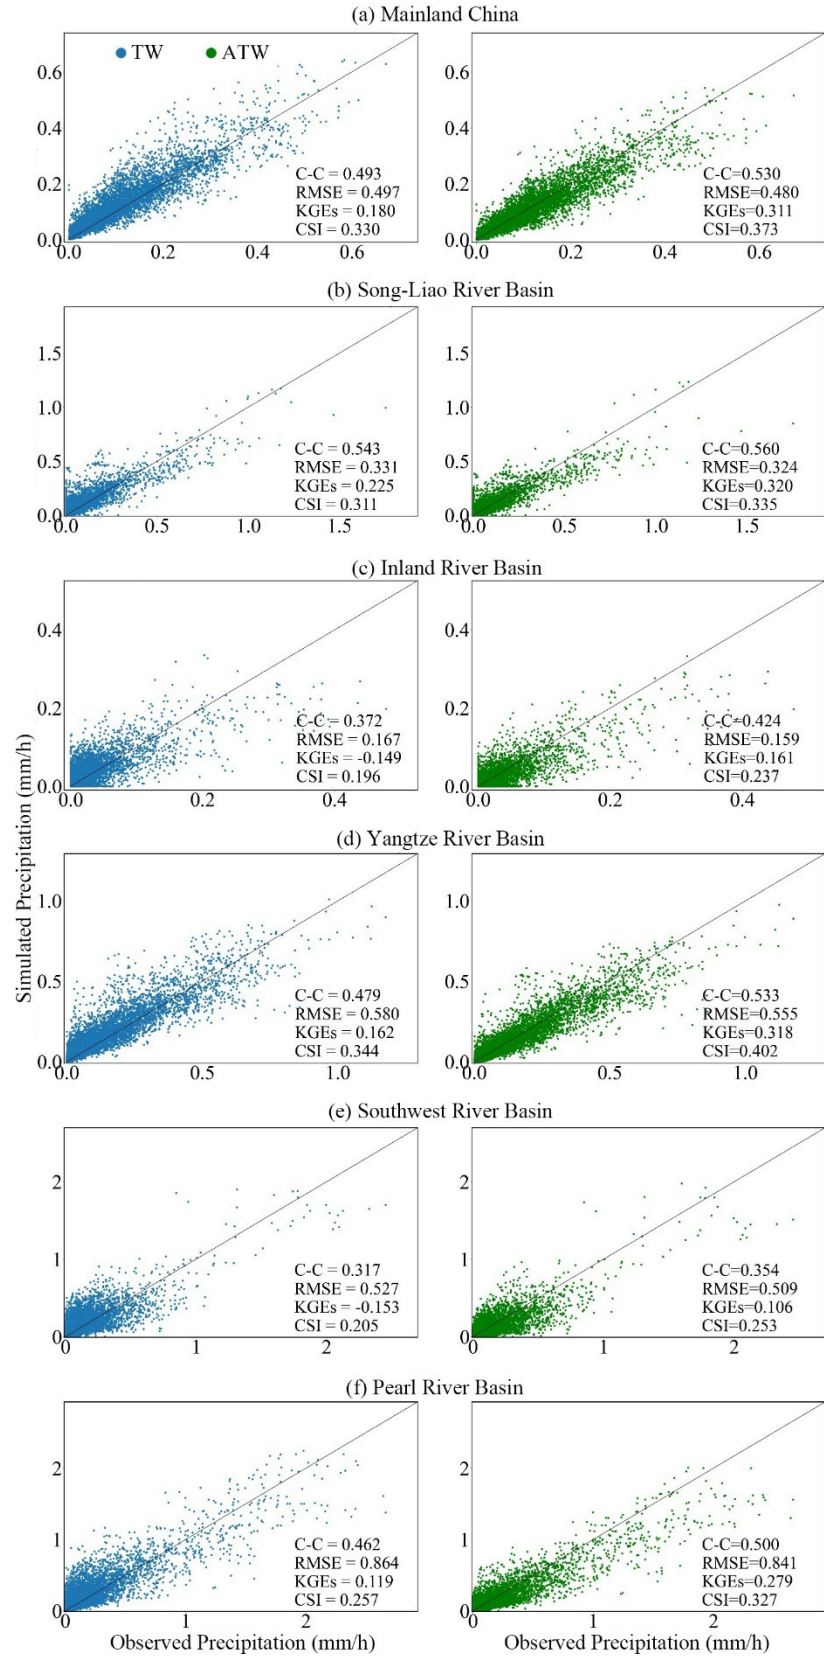 (a) Mainland China
TW
ATW
0.6
0.4
0.2
0.0
C-C = 0.493
RMSE = 0.497
KGEs = 0.180
CSI = 0.330
0.0 0.2 0.4 0.6
0.6
0.4
0.2
0.0
C-C=0.530
RMSE=0.480
KGEs=0.311
CSI=0.373
0.0 0.2 0.4 0.6
(b) Song-Liao River Basin
1.5
1.0
0.5
0.0
C-C = 0.543
RMSE = 0.331
KGEs = 0.225
CSI = 0.311
0.0 0.5 1.0 1.5
1.5
1.0
0.5
0.0
C-C=0.560
RMSE=0.324
KGEs=0.320
CSI=0.335
0.0 0.5 1.0 1.5
(c) Inland River Basin
0.4
0.2
0.0
C-C = 0.372
RMSE = 0.167
KGEs = -0.149
CSI = 0.196
0.0 0.2 0.4
0.4
0.2
0.0
C-C=0.424
RMSE=0.159
KGEs=0.161
CSI=0.237
0.0 0.2 0.4
Simulated Precipitation (mm/h)
(d) Yangtze River Basin
1.0
0.5
0.0
C-C = 0.479
RMSE = 0.580
KGEs = 0.162
CSI = 0.344
0.0 0.5 1.0
1.0
0.5
0.0
C-C=0.533
RMSE=0.555
KGEs=0.318
CSI=0.402
0.0 0.5 1.0
(e) Southwest River Basin
2
1
0
C-C = 0.317
RMSE = 0.527
KGEs = -0.153
CSI = 0.205
0 1 2
2
1
0
C-C=0.354
RMSE=0.509
KGEs=0.106
CSI=0.253
0 1 2
(f) Pearl River Basin
2
1
0
C-C = 0.462
RMSE = 0.864
KGEs = 0.119
CSI = 0.257
0 1 2
2
1
0
C-C=0.500
RMSE=0.841
KGEs=0.279
CSI=0.327
0 1 2
Observed Precipitation (mm/h)
Observed Precipitation (mm/h)